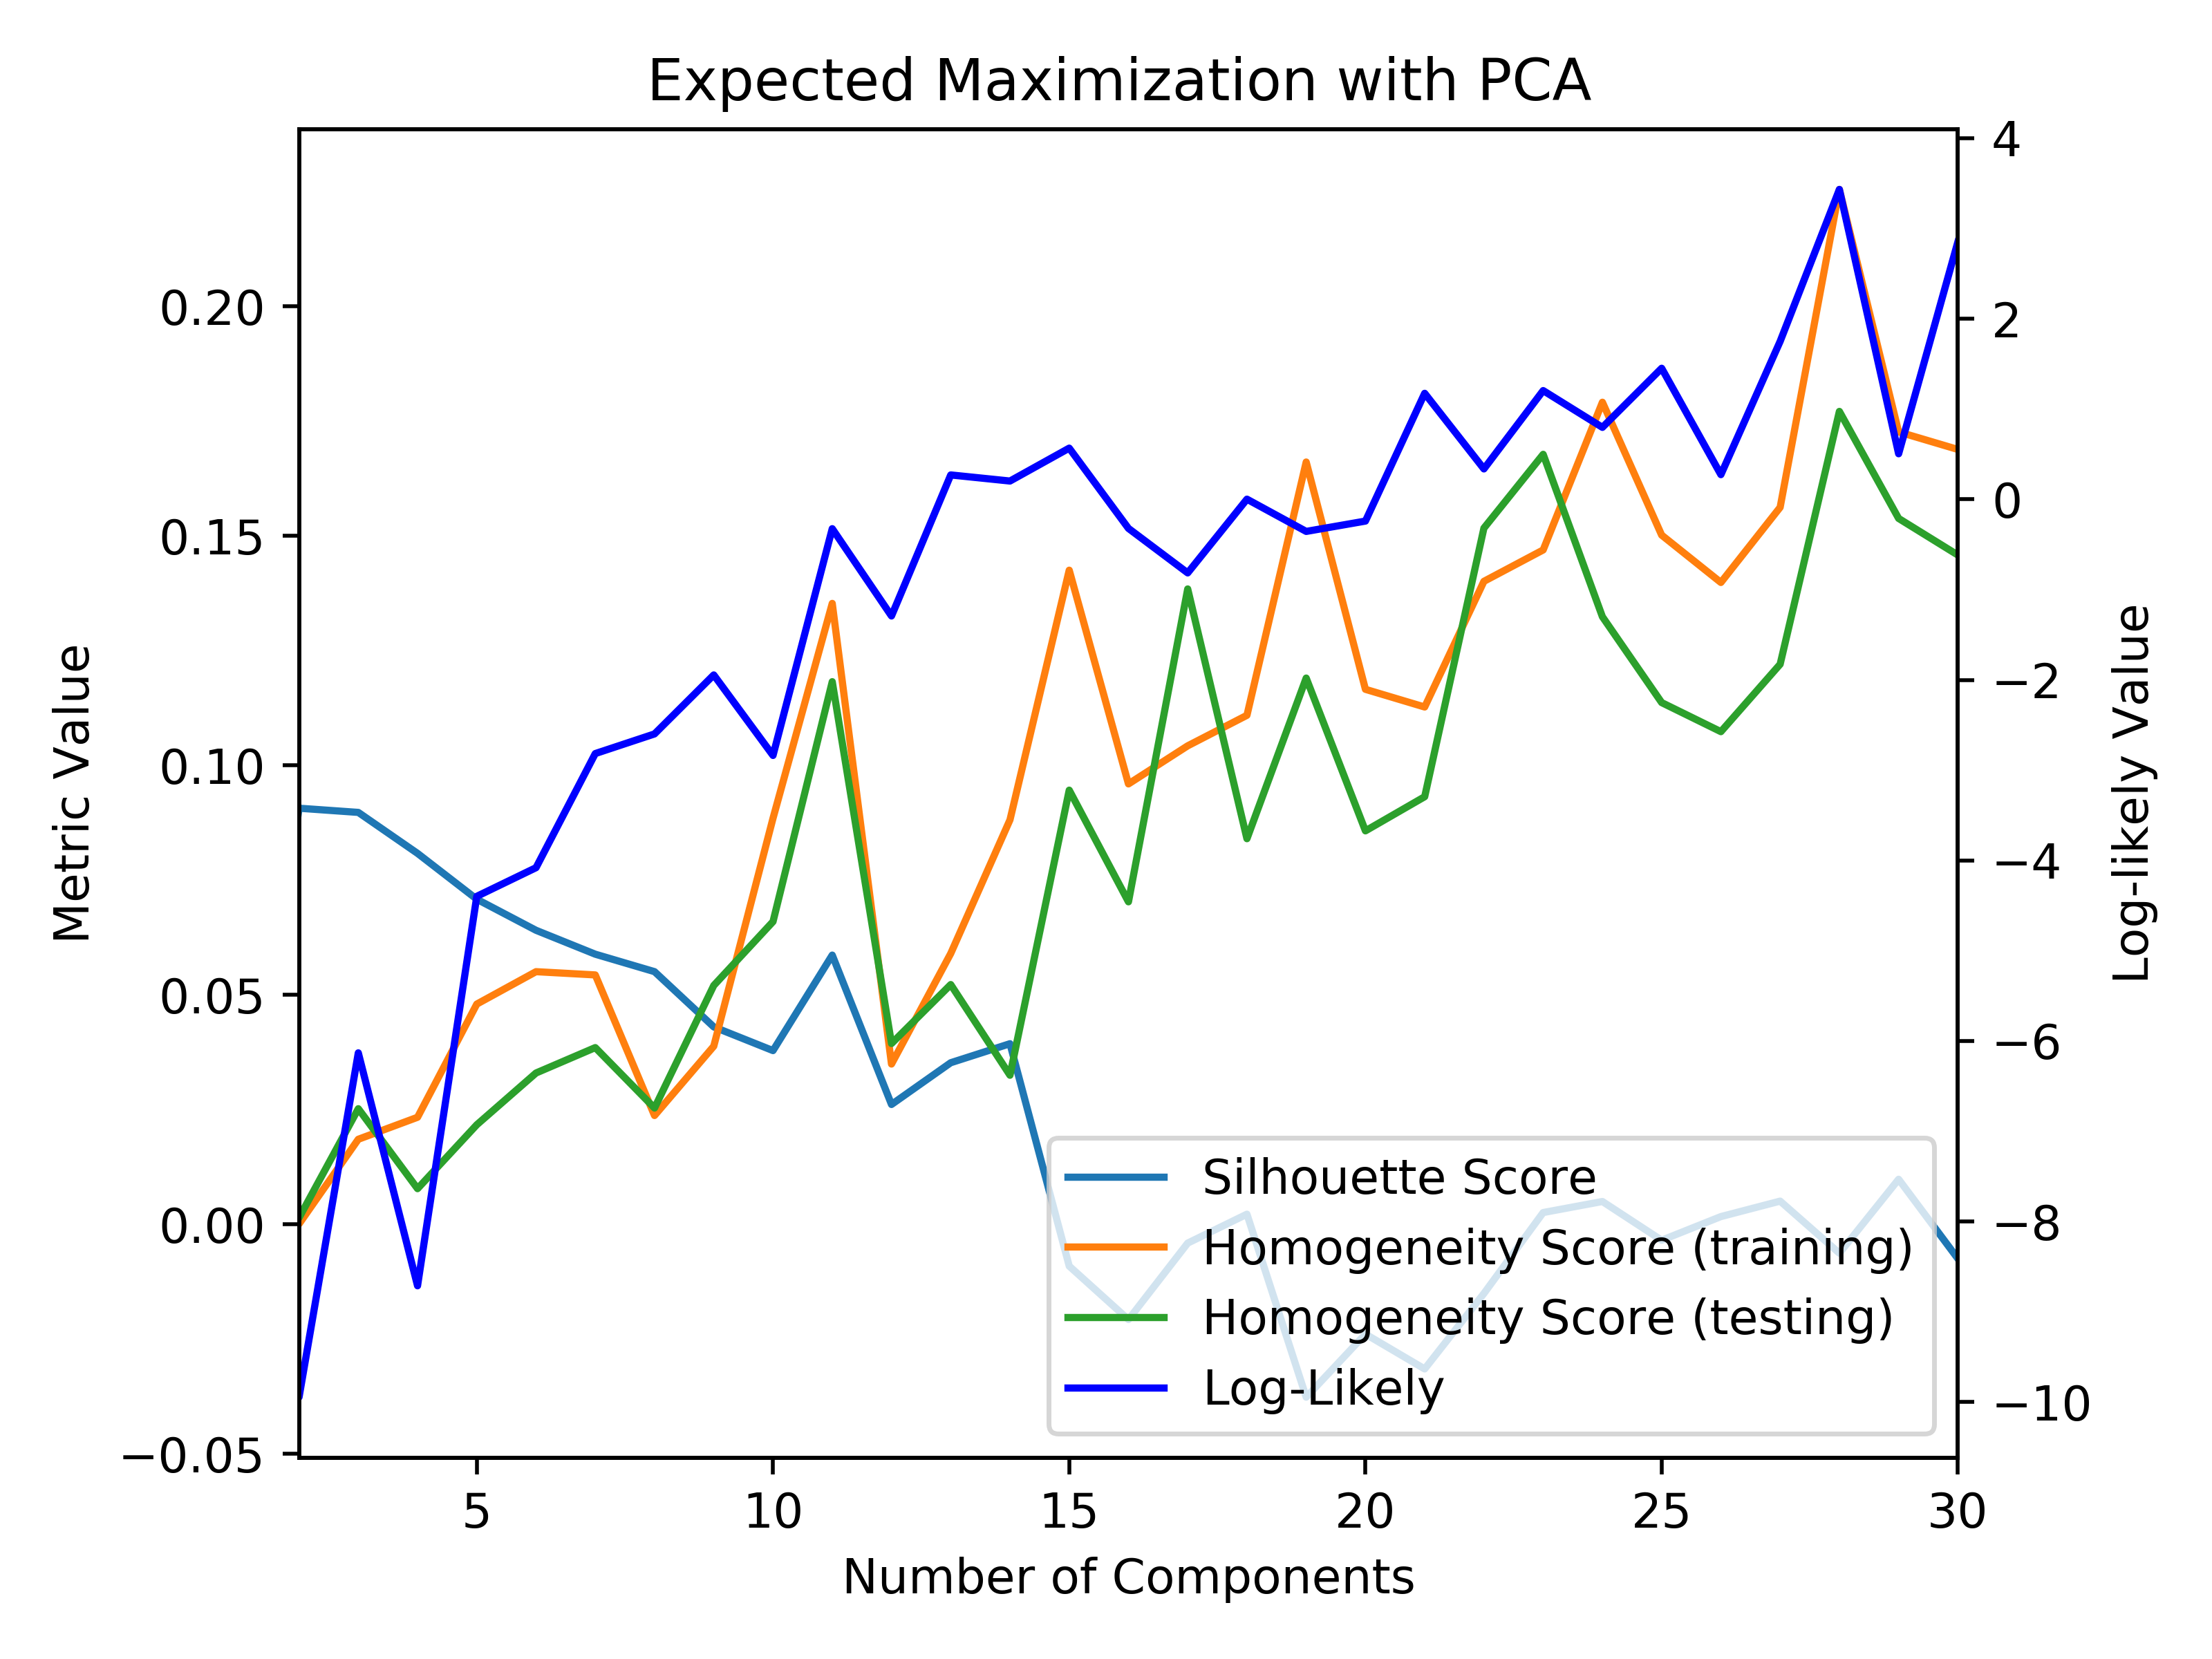 Expected Maximization with PCA
Metric Value
0.20
0.15
0.10
0.05
0.00
−0.05
4
2
0
−2
−4
−6
−8
−10
Log-likely Value
Silhouette Score
Homogeneity Score (training)
Homogeneity Score (testing)
Log-Likely
5 10 15 20 25 30
Number of Components